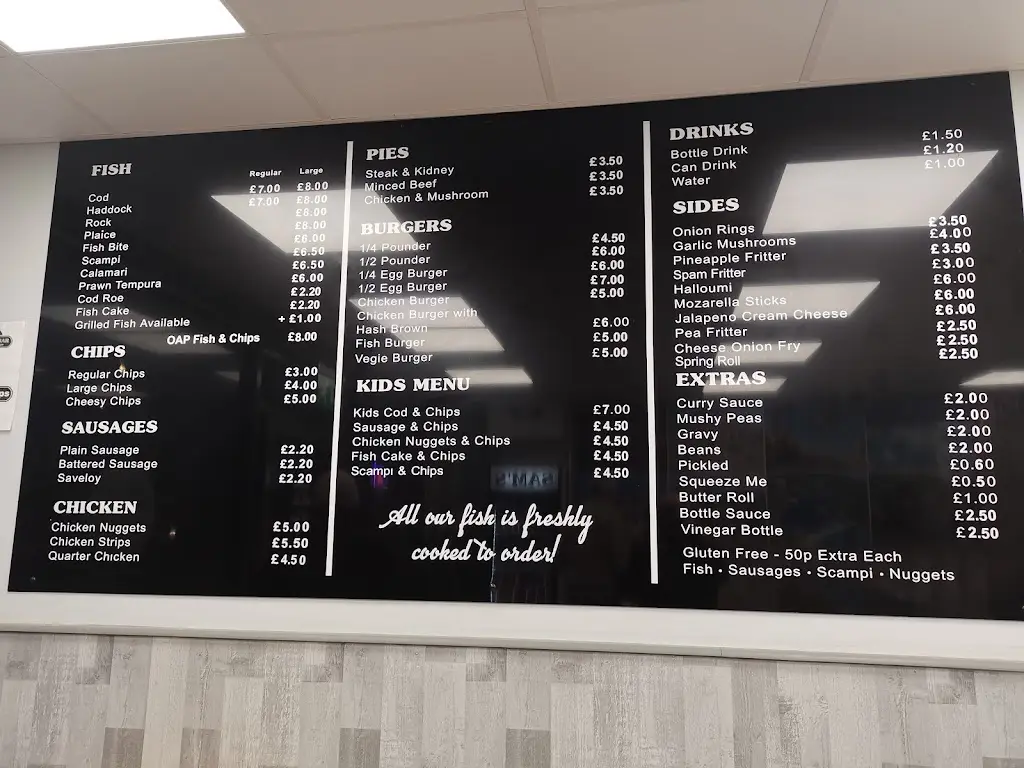 FISH
Regular Large
Cod £7.00 £8.00
Haddock £7.00 £8.00
Rock £8.00
Plaice £8.00
Fish Bite £6.00
Scampi £6.50
Calamari £6.50
Prawn Tempura £6.00
Cod Roe £2.20
Fish Cake £2.20
Grilled Fish Available + £1.00
OAP Fish & Chips £8.00
CHIPS
Regular Chips £3.00
Large Chips £4.00
Cheesy Chips £5.00
SAUSAGES
Plain Sausage £2.20
Battered Sausage £2.20
Saveloy £2.20
CHICKEN
Chicken Nuggets £5.00
Chicken Strips £5.50
Quarter Chicken £4.50
PIES
Steak & Kidney £3.50
Minced Beef £3.50
Chicken & Mushroom £3.50
BURGERS
1/4 Pounder £4.50
1/2 Pounder £6.00
1/4 Egg Burger £6.00
1/2 Egg Burger £7.00
Chicken Burger £5.00
Chicken Burger with
Hash Brown £6.00
Fish Burger £5.00
Vegie Burger £5.00
KIDS MENU
Kids Cod & Chips £7.00
Sausage & Chips £4.50
Chicken Nuggets & Chips £4.50
Fish Cake & Chips £4.50
Scampi & Chips £4.50
All our fish is freshly
cooked to order!
DRINKS
Bottle Drink £1.50
Can Drink £1.20
Water £1.00
SIDES
Onion Rings £3.50
Garlic Mushrooms £4.00
Pineapple Fritter £3.50
Spam Fritter £3.00
Halloumi £6.00
Mozarella Sticks £6.00
Jalapeno Cream Cheese £6.00
Pea Fritter £2.50
Cheese Onion Fry £2.50
Spring Roll £2.50
EXTRAS
Curry Sauce £2.00
Mushy Peas £2.00
Gravy £2.00
Beans £2.00
Pickled £0.60
Squeeze Me £0.50
Butter Roll £1.00
Bottle Sauce £2.50
Vinegar Bottle £2.50
Gluten Free - 50p Extra Each
Fish • Sausages • Scampi • Nuggets